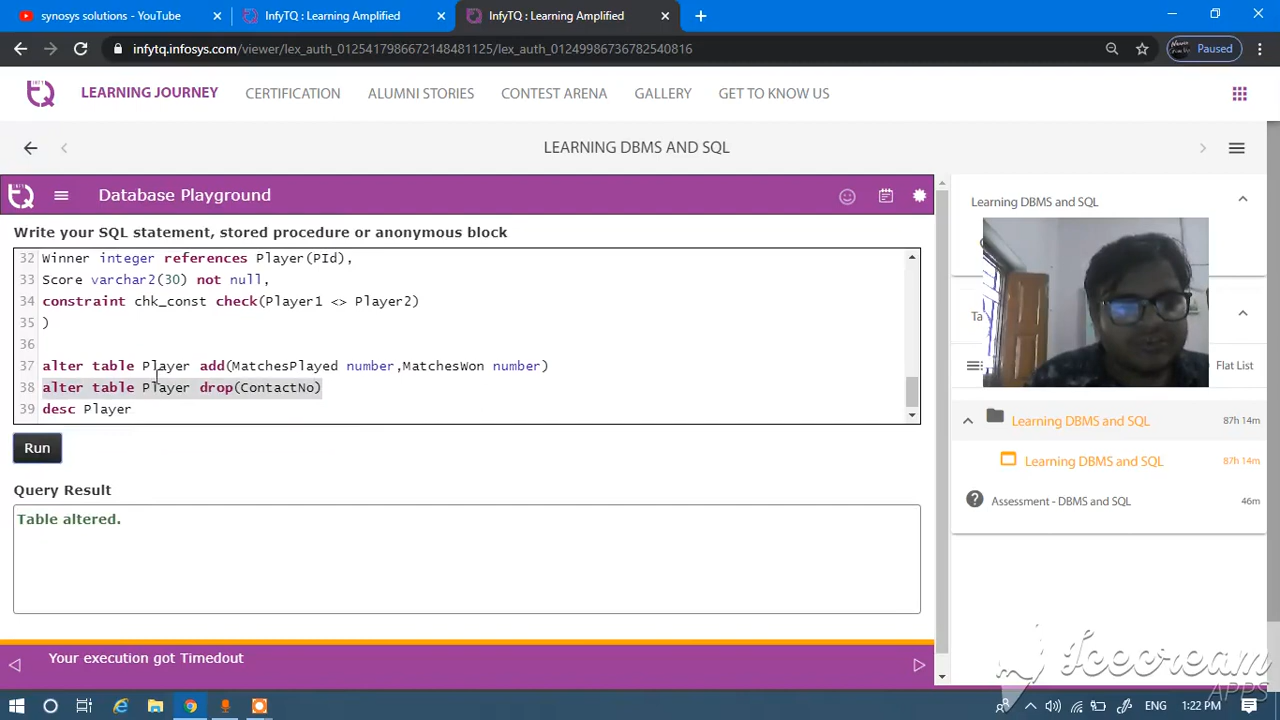 synosys solutions - YouTube
InfyTQ : Learning Amplified
InfyTQ : Learning Amplified
infytq.infosys.com/viewer/lex_auth_0125417986672148481125/lex_auth_01249986736782540816
Paused
LEARNING JOURNEY
CERTIFICATION
ALUMNI STORIES
CONTEST ARENA
GALLERY
GET TO KNOW US
LEARNING DBMS AND SQL
Database Playground
Learning DBMS and SQL
Write your SQL statement, stored procedure or anonymous block
32 Winner integer references Player(PId),
33 Score varchar2(30) not null,
34 constraint chk_const check(Player1 <> Player2)
35 )
36
37 alter table Player add(MatchesPlayed number,MatchesWon number)
38 alter table Player drop(ContactNo)
39 desc Player
Flat List
Learning DBMS and SQL 87h 14m
Learning DBMS and SQL 87h 14m
Assessment - DBMS and SQL 46m
Run
Query Result
Table altered.
Your execution got Timedout
Icecream
APPS
ENG
1:22 PM